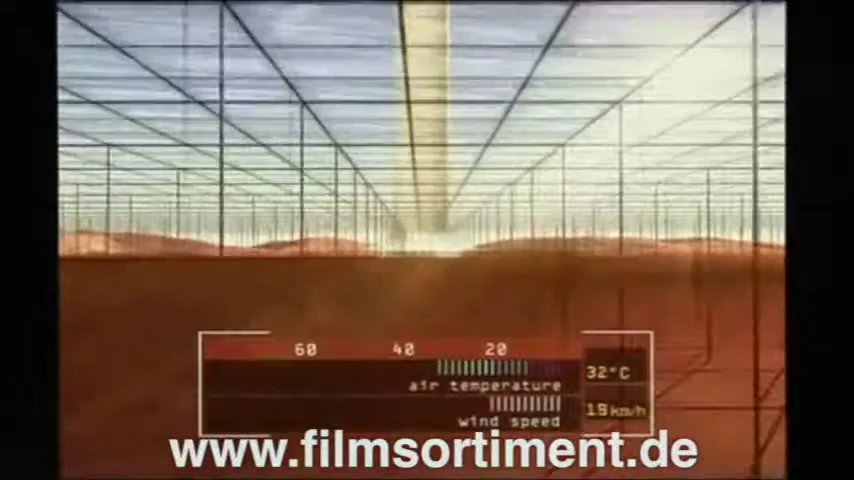 60 40 20
32°C
air temperature
19 km/h
wind speed
www.filmsortiment.de